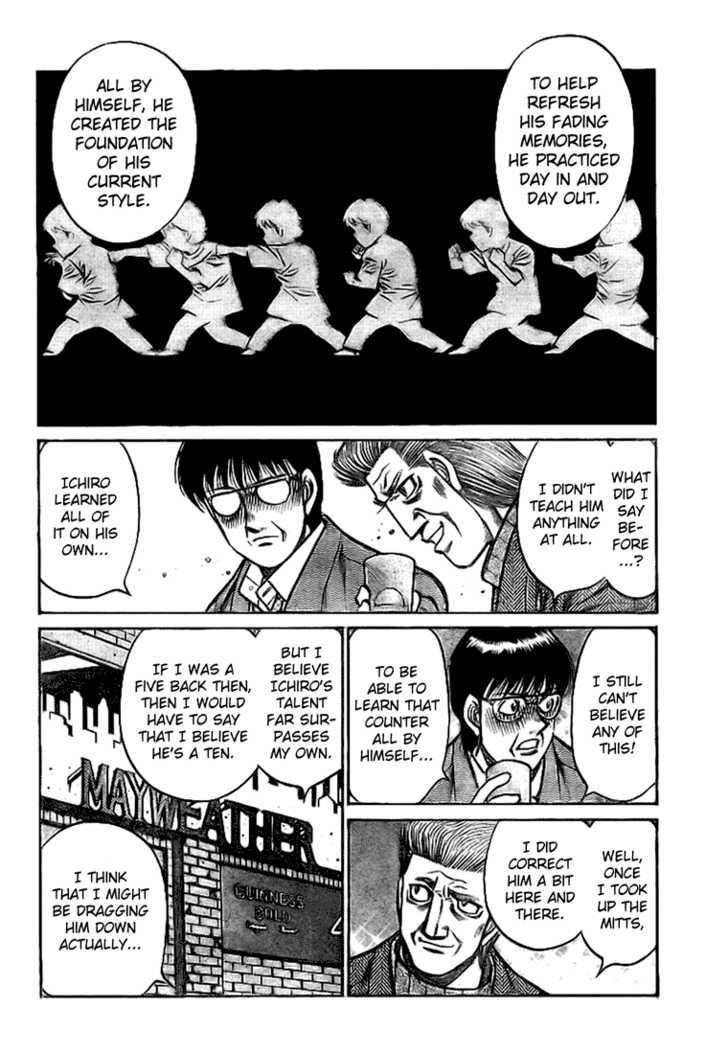 TO HELP
REFRESH
HIS FADING
MEMORIES,
HE PRACTICED
DAY IN AND
DAY OUT.
ALL BY
HIMSELF, HE
CREATED THE
FOUNDATION
OF HIS
CURRENT
STYLE.
WHAT
DID I
SAY
BE-
FORE
...?
I DIDN'T
TEACH HIM
ANYTHING
AT ALL.
ICHIRO
LEARNED
ALL OF
IT ON HIS
OWN...
I STILL
CAN'T
BELIEVE
ANY OF
THIS!
TO BE
ABLE TO
LEARN THAT
COUNTER
ALL BY
HIMSELF...
WELL,
ONCE
I TOOK
UP THE
MITTS,
I DID
CORRECT
HIM A BIT
HERE AND
THERE.
BUT I
BELIEVE
ICHIRO'S
TALENT
FAR SUR-
PASSES
MY OWN.
IF I WAS A
FIVE BACK THEN,
THEN I WOULD
HAVE TO SAY
THAT I BELIEVE
HE'S A TEN.
MAYWEATHER
GUINNESS
I THINK
THAT I MIGHT
BE DRAGGING
HIM DOWN
ACTUALLY...